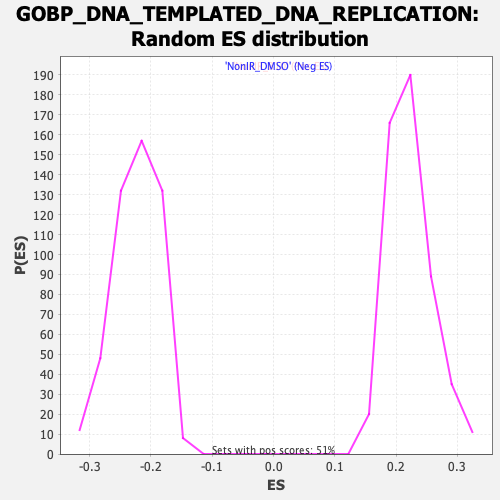 GOBP_DNA_TEMPLATED_DNA_REPLICATION:
Random ES distribution
'NonIR_DMSO' (Neg ES)
190
180
170
160
150
140
130
120
110
100
90
80
70
60
50
40
30
20
10
0
P(ES)
Sets with pos scores: 51%
-0.3 -0.2 -0.1 0.0 0.1 0.2 0.3
ES